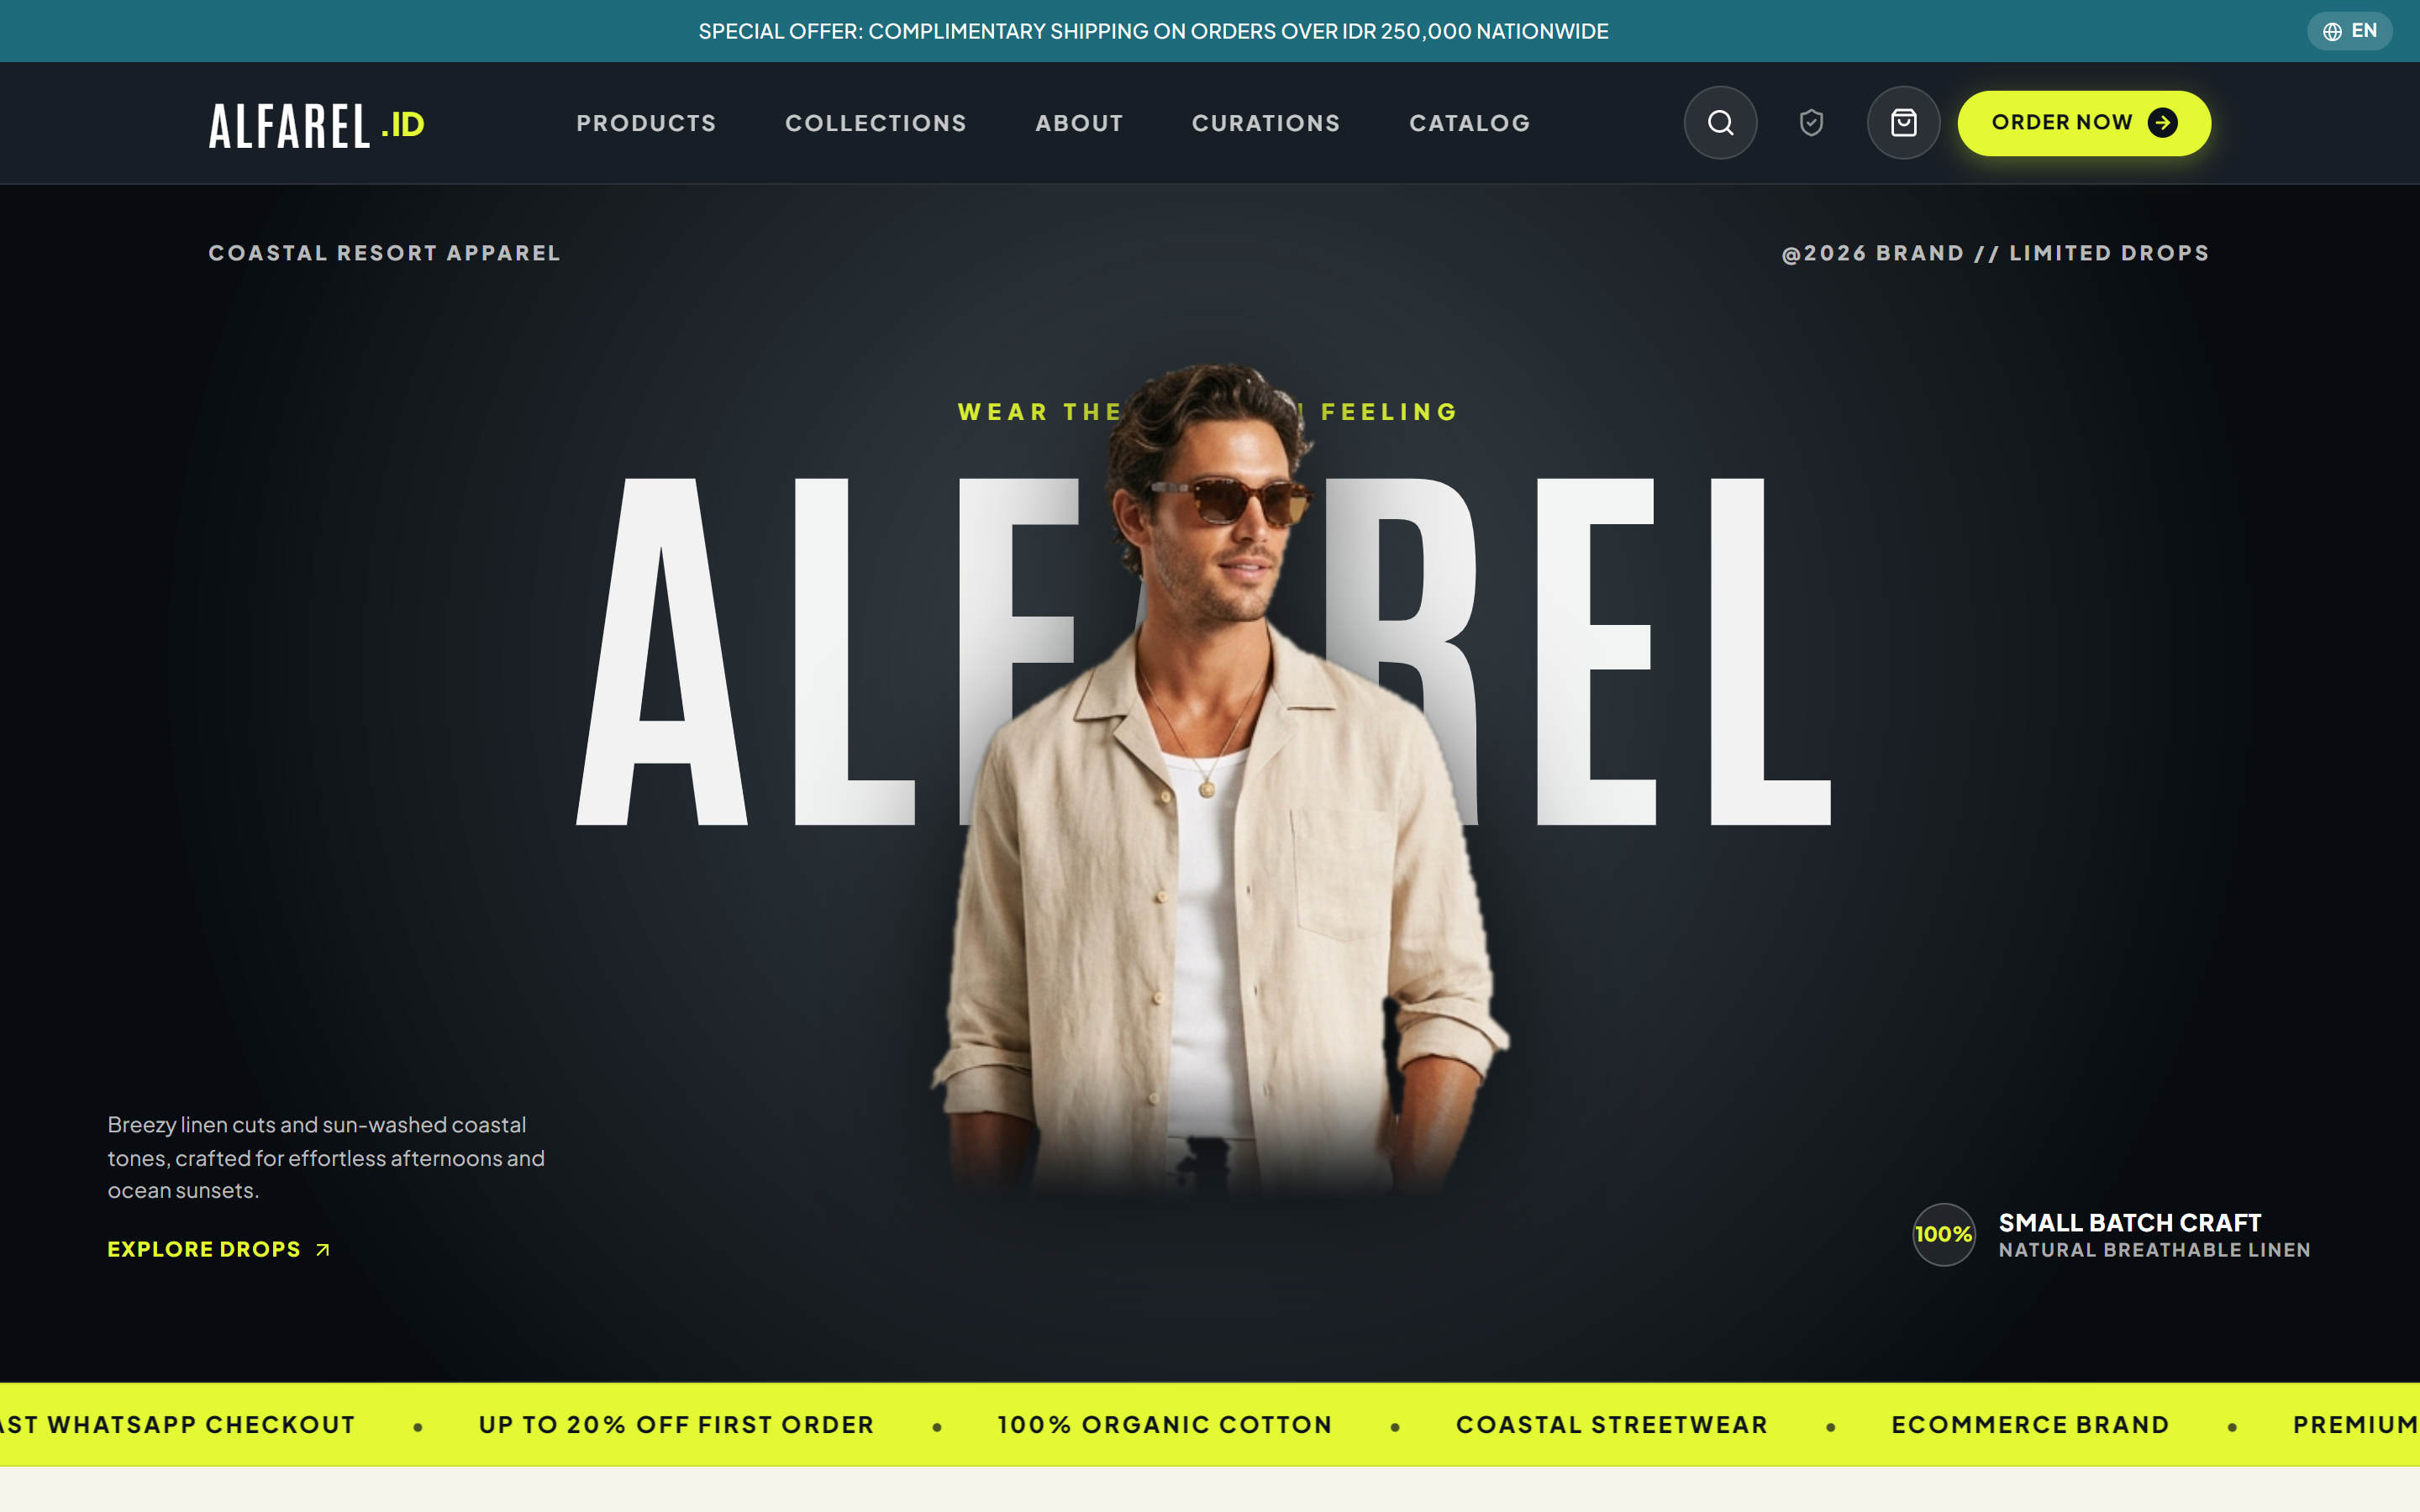 SPECIAL OFFER: COMPLIMENTARY SHIPPING ON ORDERS OVER IDR 250,000 NATIONWIDE
EN
ALFAREL .ID
PRODUCTS
COLLECTIONS
ABOUT
CURATIONS
CATALOG
ORDER NOW
COASTAL RESORT APPAREL
@2026 BRAND // LIMITED DROPS
WEAR THE FEELING
ALFAREL
Breezy linen cuts and sun-washed coastal
tones, crafted for effortless afternoons and
ocean sunsets.
EXPLORE DROPS
100%
SMALL BATCH CRAFT
NATURAL BREATHABLE LINEN
WHATSAPP CHECKOUT • UP TO 20% OFF FIRST ORDER • 100% ORGANIC COTTON • COASTAL STREETWEAR • ECOMMERCE BRAND • PREMIUM